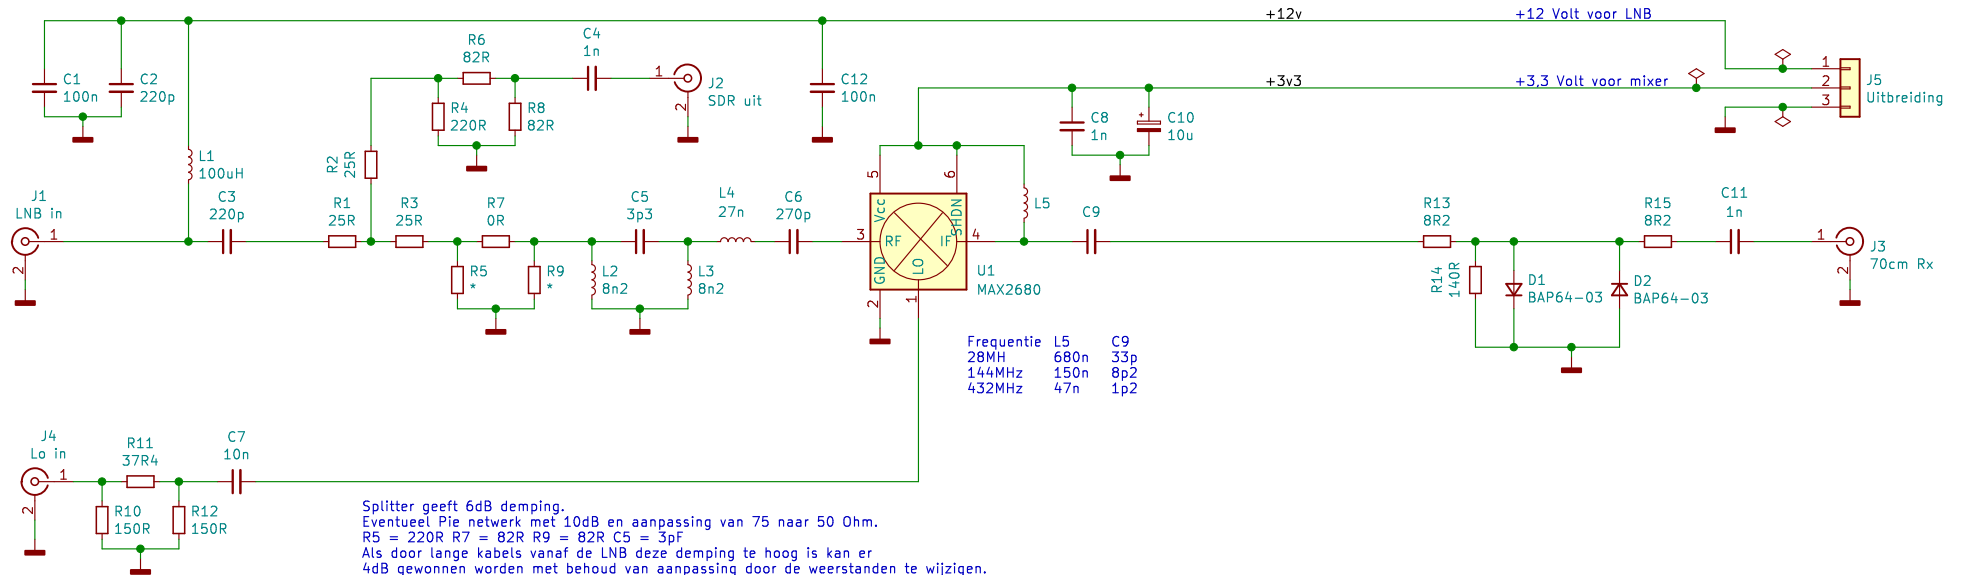 +12v
+12 Volt voor LNB
C1
100n
C2
220p
R6
82R
C4
1n
1
2
J2
SDR uit
R4
220R
R8
82R
C12
100n
+3v3
+3,3 Volt voor mixer
1
2
3
J5
Uitbreiding
C8
1n
+
C10
10u
L1
100uH
R2
25R
J1
LNB in
1
2
C3
220p
R1
25R
R3
25R
R7
0R
R5
*
R9
*
C5
3p3
L2
8n2
L3
8n2
L4
27n
C6
270p
3
5
6
4
2
1
Vcc
SHDN
RF
IF
GND
LO
U1
MAX2680
L5
C9
R13
8R2
R14
140R
D1
BAP64-03
D2
BAP64-03
R15
8R2
C11
1n
1
2
J3
70cm Rx
Frequentie L5 C9
28MH 680n 33p
144MHz 150n 8p2
432MHz 47n 1p2
J4
Lo in
1
2
R11
37R4
R10
150R
R12
150R
C7
10n
Splitter geeft 6dB demping.
Eventueel Pie netwerk met 10dB en aanpassing van 75 naar 50 Ohm.
R5 = 220R R7 = 82R R9 = 82R C5 = 3pF
Als door lange kabels vanaf de LNB deze demping te hoog is kan er
4dB gewonnen worden met behoud van aanpassing door de weerstanden te wijzigen.